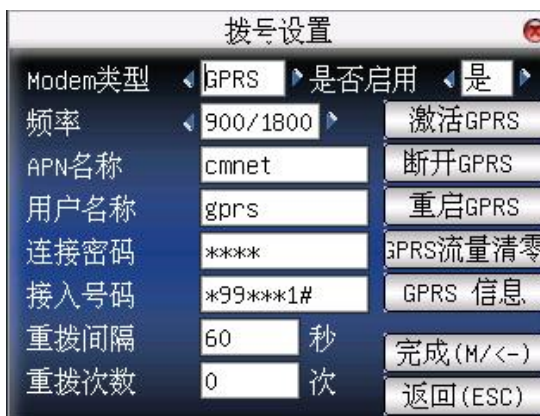 拨号设置
Modem类型 GPRS 是否启用 是
频率 900/1800 激活GPRS
APN名称 cmnet 断开GPRS
用户名称 gprs 重启GPRS
连接密码 **** GPRS流量清零
接入号码 *99***1# GPRS 信息
重拨间隔 60 秒
完成(M/<-)
重拨次数 0 次
返回(ESC)